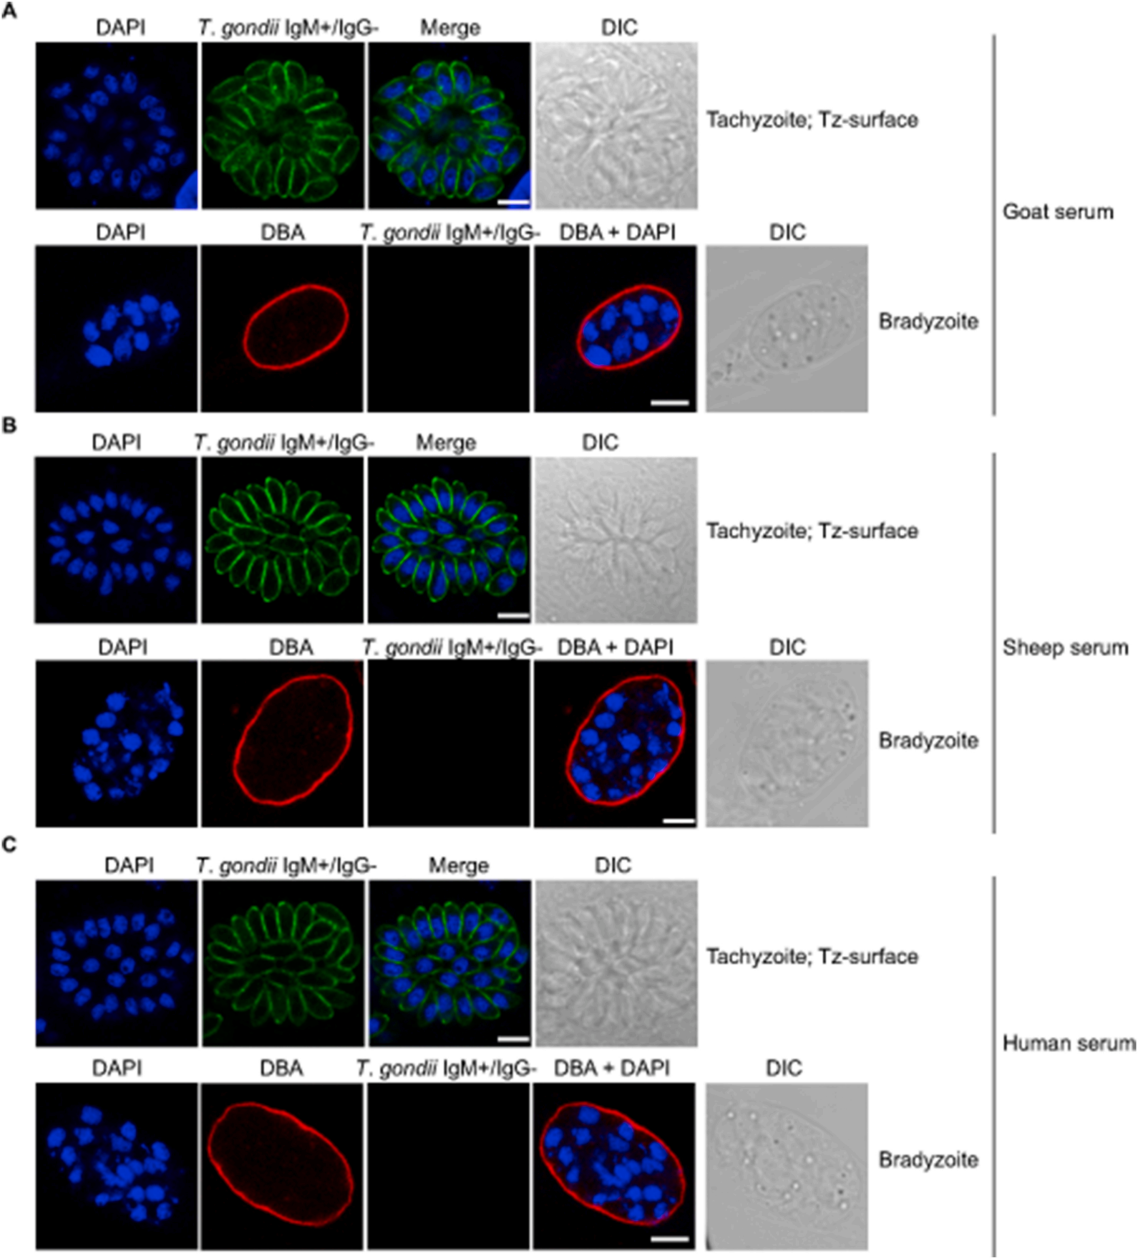 A
DAPI T. gondii IgM+/IgG- Merge DIC
Tachyzoite; Tz-surface
Goat serum
DAPI DBA T. gondii IgM+/IgG- DBA + DAPI DIC
Bradyzoite
B
DAPI T. gondii IgM+/IgG- Merge DIC
Tachyzoite; Tz-surface
Sheep serum
DAPI DBA T. gondii IgM+/IgG- DBA + DAPI DIC
Bradyzoite
C
DAPI T. gondii IgM+/IgG- Merge DIC
Tachyzoite; Tz-surface
Human serum
DAPI DBA T. gondii IgM+/IgG- DBA + DAPI DIC
Bradyzoite